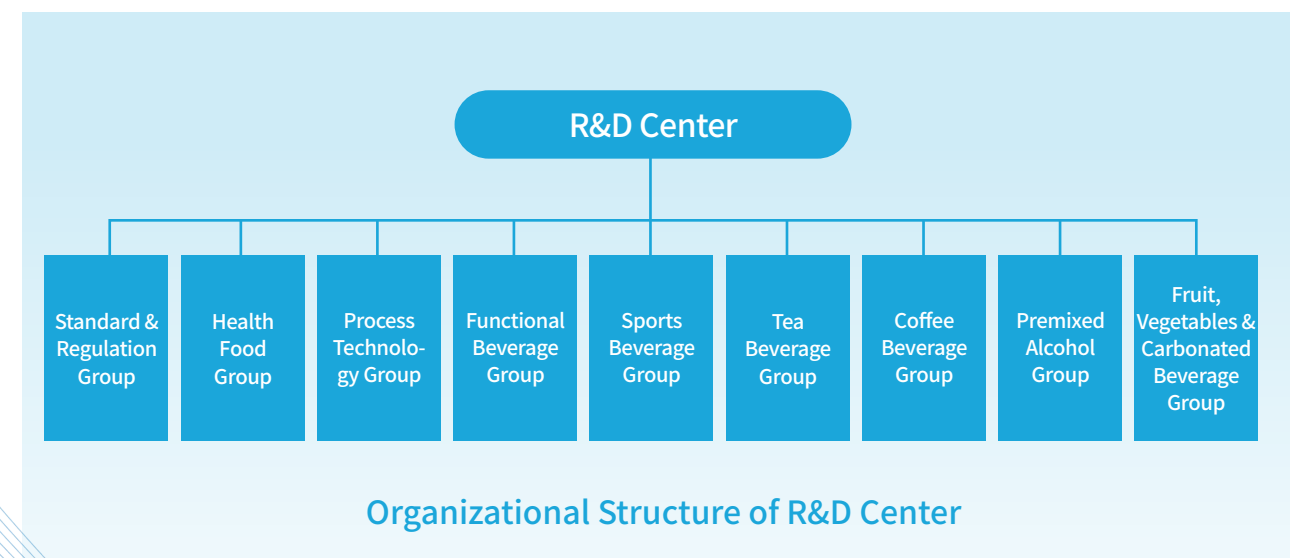 R&D Center
Standard &
Regulation
Group
Health
Food
Group
Process
Technolo-
gy Group
Functional
Beverage
Group
Sports
Beverage
Group
Tea
Beverage
Group
Coffee
Beverage
Group
Premixed
Alcohol
Group
Fruit,
Vegetables &
Carbonated
Beverage
Group
Organizational Structure of R&D Center